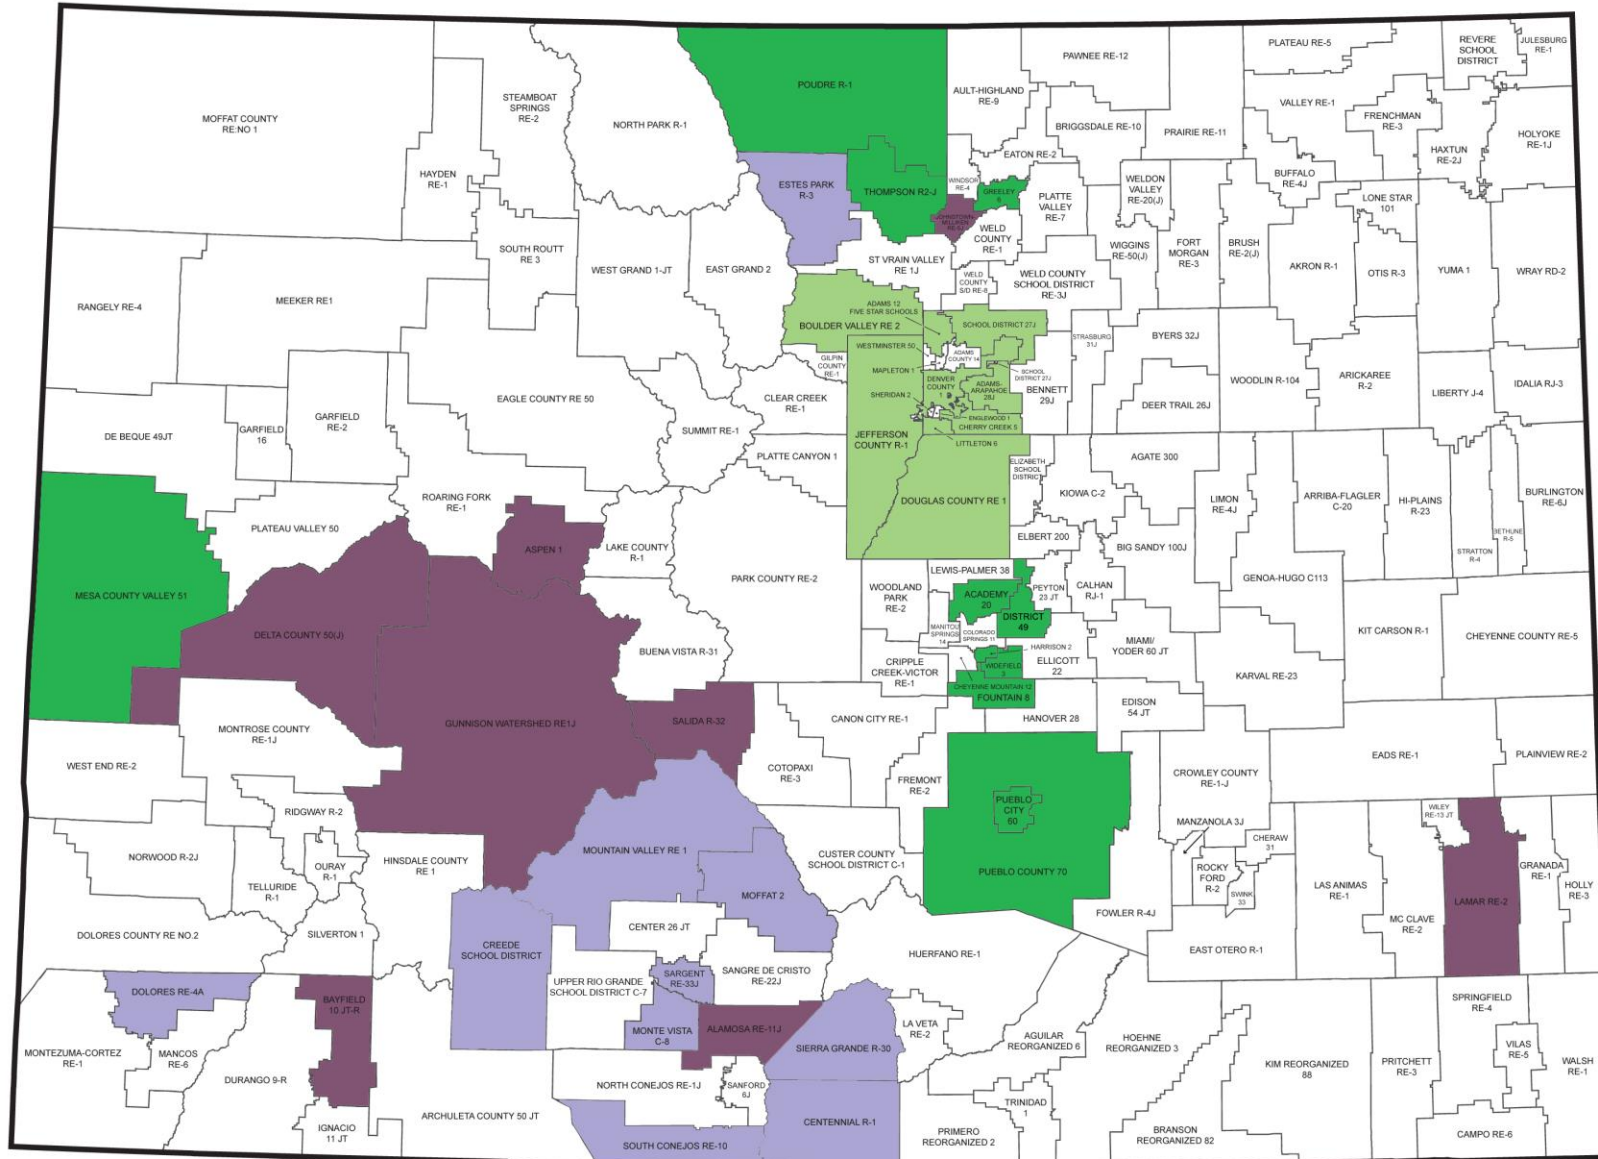 MOFFAT COUNTY
RE:NO 1
STEAMBOAT
SPRINGS
RE-2
NORTH PARK R-1
POUDRE R-1
AULT-HIGHLAND
RE-9
PAWNEE RE-12
PLATEAU RE-5
REVERE
SCHOOL
DISTRICT
JULESBURG
RE-1
VALLEY RE-1
FRENCHMAN
RE-3
HAXTUN
RE-2J
HOLYOKE
RE-1J
BRIGGSDALE RE-10
PRAIRIE RE-11
EATON RE-2
BUFFALO
RE-4J
HAYDEN
RE-1
ESTES PARK
R-3
THOMPSON R2-J
WINDSOR
RE-4
GREELEY
6
JOHNSTOWN-
MILLIKEN
RE-5J
PLATTE
VALLEY
RE-7
WELDON
VALLEY
RE-20(J)
LONE STAR
101
WELD
COUNTY
RE-1
WIGGINS
RE-50(J)
FORT
MORGAN
RE-3
BRUSH
RE-2(J)
AKRON R-1
OTIS R-3
YUMA 1
WRAY RD-2
SOUTH ROUTT
RE 3
WEST GRAND 1-JT
EAST GRAND 2
ST VRAIN VALLEY
RE 1J
WELD
COUNTY
S/D RE-8
WELD COUNTY
SCHOOL DISTRICT
RE-3J
RANGELY RE-4
MEEKER RE1
ADAMS 12
FIVE STAR SCHOOLS
BOULDER VALLEY RE 2
SCHOOL DISTRICT 27J
STRASBURG
31J
BYERS 32J
WESTMINSTER 50
ADAMS
COUNTY 14
GILPIN
COUNTY
RE-1
MAPLETON 1
SCHOOL
DISTRICT 27J
BENNETT
29J
WOODLIN R-104
ARICKAREE
R-2
LIBERTY J-4
IDALIA RJ-3
DENVER
COUNTY
1
ADAMS-
ARAPAHOE
28J
SHERIDAN 2
DEER TRAIL 26J
EAGLE COUNTY RE 50
CLEAR CREEK
RE-1
ENGLEWOOD 1
CHERRY CREEK 5
DE BEQUE 49JT
GARFIELD
16
GARFIELD
RE-2
SUMMIT RE-1
JEFFERSON
COUNTY R-1
LITTLETON 6
PLATTE CANYON 1
ELIZABETH
SCHOOL
DISTRICT
AGATE 300
KIOWA C-2
LIMON
RE-4J
ARRIBA-FLAGLER
C-20
HI-PLAINS
R-23
BURLINGTON
RE-6J
DOUGLAS COUNTY RE 1
ROARING FORK
RE-1
PLATEAU VALLEY 50
ELBERT 200
BIG SANDY 100J
STRATTON
R-4
BETHUNE
R-5
ASPEN 1
LAKE COUNTY
R-1
PARK COUNTY RE-2
LEWIS-PALMER 38
GENOA-HUGO C113
WOODLAND
PARK
RE-2
ACADEMY
20
PEYTON
23 JT
CALHAN
RJ-1
MESA COUNTY VALLEY 51
DISTRICT
49
DELTA COUNTY 50(J)
MANITOU
SPRINGS
14
COLORADO
SPRINGS 11
MIAMI/
YODER 60 JT
KIT CARSON R-1
CHEYENNE COUNTY RE-5
BUENA VISTA R-31
HARRISON 2
CRIPPLE
CREEK-VICTOR
RE-1
WIDEFIELD
3
ELLICOTT
22
KARVAL RE-23
CHEYENNE MOUNTAIN 12
FOUNTAIN 8
EDISON
54 JT
GUNNISON WATERSHED RE1J
SALIDA R-32
CANON CITY RE-1
HANOVER 28
MONTROSE COUNTY
RE-1J
WEST END RE-2
COTOPAXI
RE-3
FREMONT
RE-2
EADS RE-1
PLAINVIEW RE-2
CROWLEY COUNTY
RE-1-J
PUEBLO
CITY
60
RIDGWAY R-2
MANZANOLA 3J
WILEY
RE-13 JT
CHERAW
31
NORWOOD R-2J
OURAY
R-1
HINSDALE COUNTY
RE 1
MOUNTAIN VALLEY RE 1
CUSTER COUNTY
SCHOOL DISTRICT C-1
PUEBLO COUNTY 70
ROCKY
FORD
R-2
GRANADA
RE-1
TELLURIDE
R-1
MOFFAT 2
SWINK
33
LAS ANIMAS
RE-1
HOLLY
RE-3
LAMAR RE-2
FOWLER R-4J
MC CLAVE
RE-2
DOLORES COUNTY RE NO.2
SILVERTON 1
CENTER 26 JT
CREEDE
SCHOOL DISTRICT
EAST OTERO R-1
HUERFANO RE-1
SARGENT
RE-33J
SANGRE DE CRISTO
RE-22J
UPPER RIO GRANDE
SCHOOL DISTRICT C-7
DOLORES RE-4A
BAYFIELD
10 JT-R
SPRINGFIELD
RE-4
MONTE VISTA
C-8
ALAMOSA RE-11J
LA VETA
RE-2
AGUILAR
REORGANIZED 6
HOEHNE
REORGANIZED 3
SIERRA GRANDE R-30
VILAS
RE-5
MONTEZUMA-CORTEZ
RE-1
MANCOS
RE-6
KIM REORGANIZED
88
PRITCHETT
RE-3
WALSH
RE-1
DURANGO 9-R
NORTH CONEJOS RE-1J
SANFORD
6J
TRINIDAD
1
ARCHULETA COUNTY 50 JT
CENTENNIAL R-1
IGNACIO
11 JT
BRANSON
REORGANIZED 82
CAMPO RE-6
PRIMERO
REORGANIZED 2
SOUTH CONEJOS RE-10